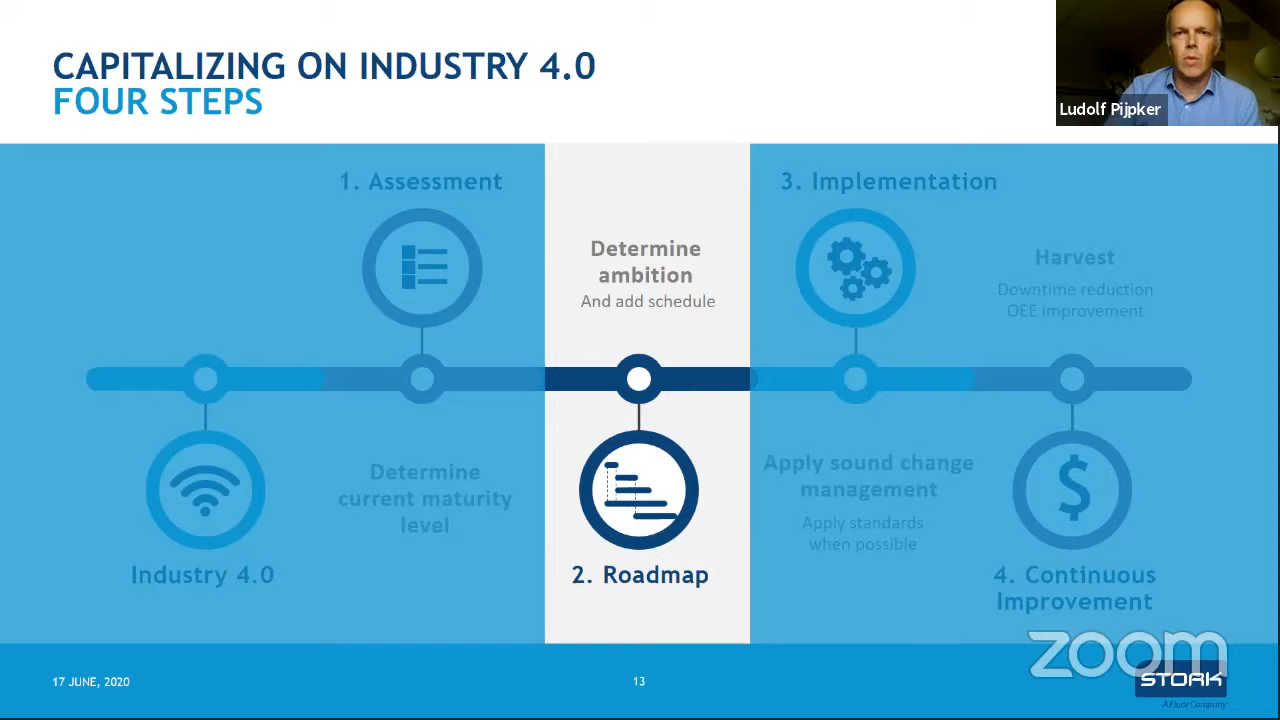 CAPITALIZING ON INDUSTRY 4.0
FOUR STEPS
Ludolf Pijpker
1. Assessment
3. Implementation
Determine
ambition
And add schedule
Harvest
Downtime reduction
OEE improvement
Determine
current maturity
level
Apply sound change
management
Apply standards
when possible
Industry 4.0
2. Roadmap
4. Continuous
Improvement
zoom
17 JUNE, 2020
13
STORK
A Fluor Company